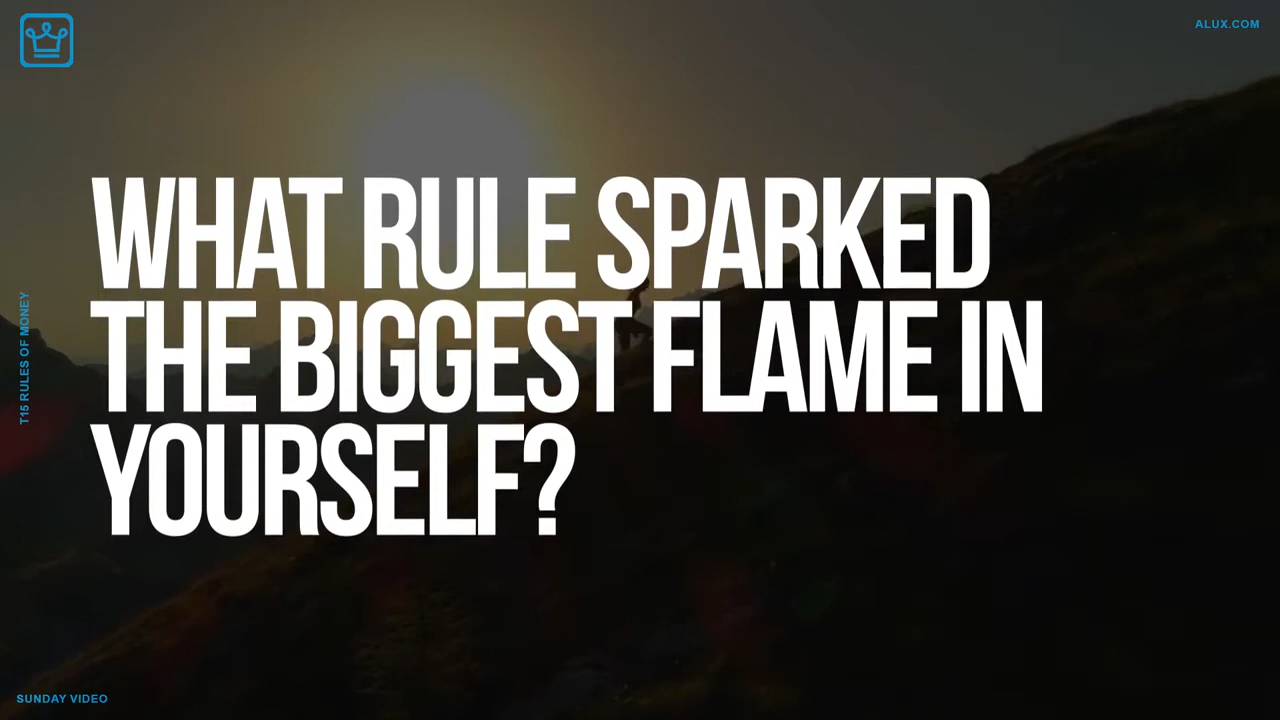 ALUX.COM
WHAT RULE SPARKED
THE BIGGEST FLAME IN
YOURSELF?
T15 RULES OF MONEY
SUNDAY VIDEO